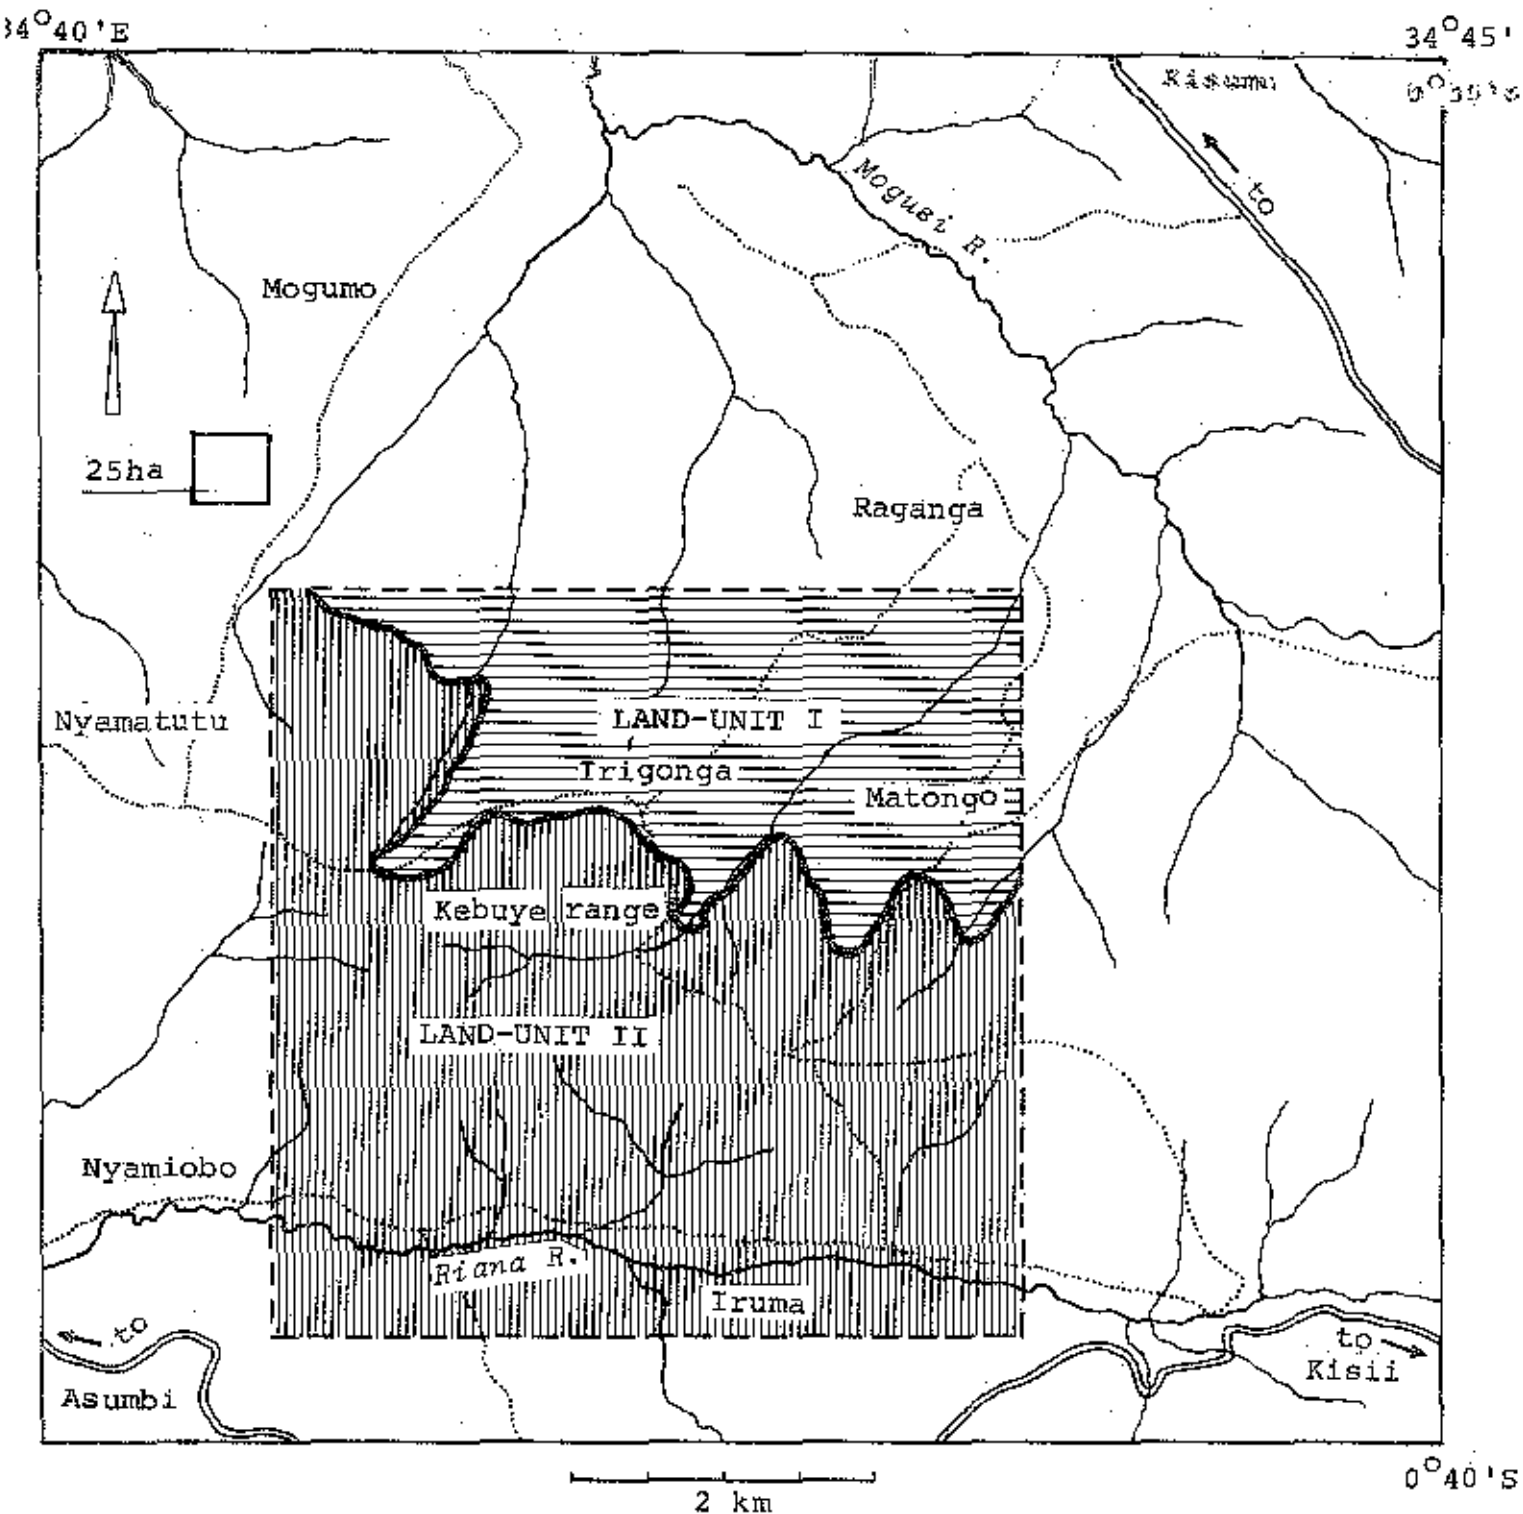 34°40'E
34°45'
Kisumu
to
Mogusi R.
Mogumo
25ha
Raganga
Nyamatutu
LAND-UNIT I
Irigonga
Matongo
Kebuye range
LAND-UNIT II
Nyamiobo
Riana R.
Iruma
to
Asumbi
to
Kisii
0°40'S
2 km